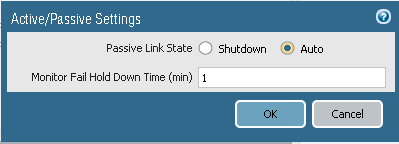 Active/Passive Settings
Passive Link State Shutdown Auto
Monitor Fail Hold Down Time (min) 1
OK Cancel